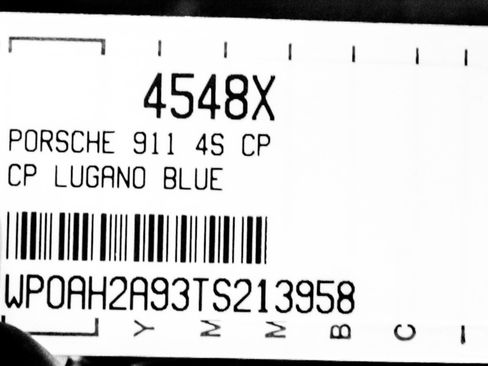 4548X
PORSCHE 911 4S CP
CP LUGANO BLUE
WP0AH2A93TS213958
Y M M B C